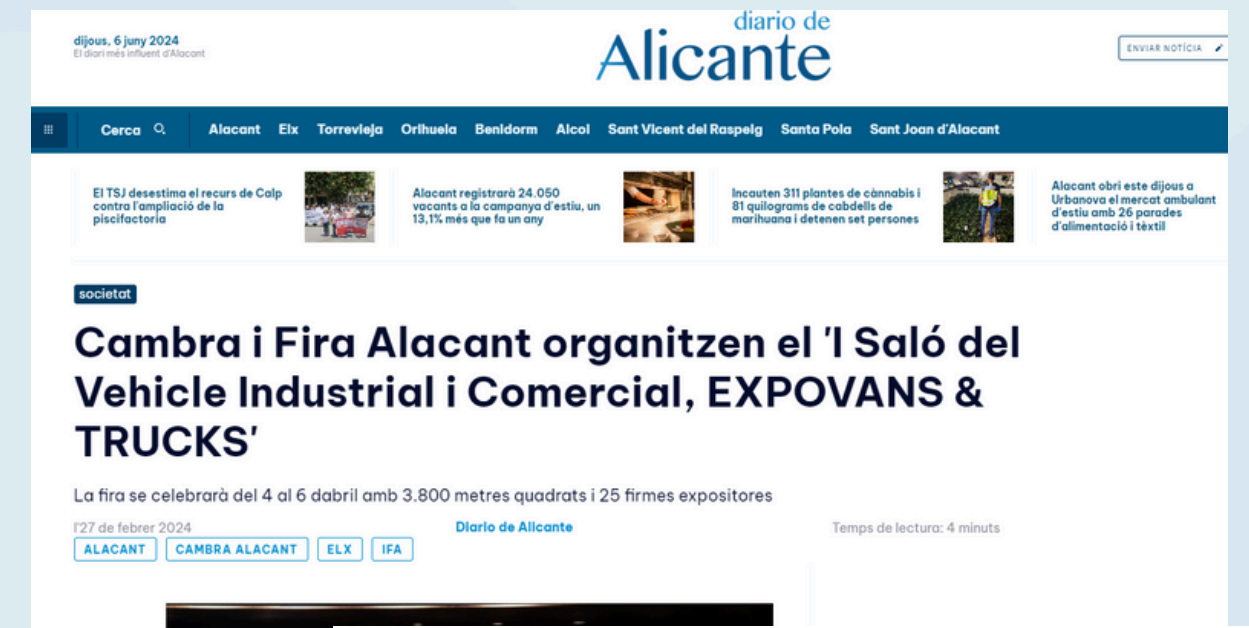 dijous, 6 juny 2024
El diari més influent d'Alacant
diario de
Alicante
ENVIAR NOTÍCIA
Cerca
Alacant Elx Torrevieja Orihuela Benidorm Alcoi Sant Vicent del Raspeig Santa Pola Sant Joan d'Alacant
El TSJ desestima el recurs de Calp
contra l'ampliació de la
piscifactoria
Alacant registrarà 24.050
vacants a la campanya d'estiu, un
13,1% més que fa un any
Incauten 311 plantes de cànnabis i
81 quilograms de cabdells de
marihuana i detenen set persones
Alacant obri este dijous a
Urbanova el mercat ambulant
d'estiu amb 26 parades
d'alimentació i tèxtil
societat
Cambra i Fira Alacant organitzen el 'I Saló del
Vehicle Industrial i Comercial, EXPOVANS &
TRUCKS'
La fira se celebrarà del 4 al 6 dabril amb 3.800 metres quadrats i 25 firmes expositores
l'27 de febrer 2024
Diario de Alicante
Temps de lectura: 4 minuts
ALACANT CAMBRA ALACANT ELX IFA